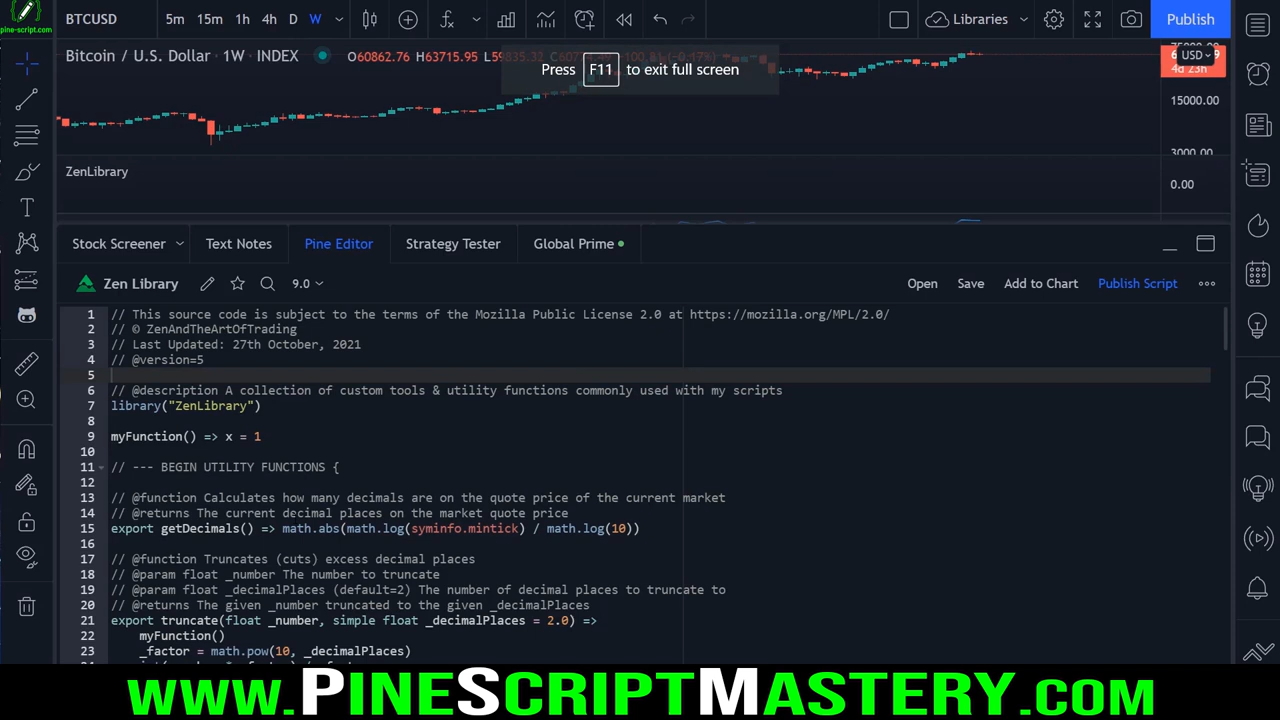 pine-script.com
BTCUSD 5m 15m 1h 4h D W Libraries Publish
Bitcoin / U.S. Dollar · 1W · INDEX O60862.76 H63715.95
Press F11 to exit full screen
USD
4d 23h
15000.00
3000.00
ZenLibrary
0.00
Stock Screener Text Notes Pine Editor Strategy Tester Global Prime
Zen Library 9.0 Open Save Add to Chart Publish Script
1 // This source code is subject to the terms of the Mozilla Public License 2.0 at https://mozilla.org/MPL/2.0/
2 // © ZenAndTheArtOfTrading
3 // Last Updated: 27th October, 2021
4 // @version=5
5
6 // @description A collection of custom tools & utility functions commonly used with my scripts
7 library("ZenLibrary")
8
9 myFunction() => x = 1
10
11 // --- BEGIN UTILITY FUNCTIONS {
12
13 // @function Calculates how many decimals are on the quote price of the current market
14 // @returns The current decimal places on the market quote price
15 export getDecimals() => math.abs(math.log(syminfo.mintick) / math.log(10))
16
17 // @function Truncates (cuts) excess decimal places
18 // @param float _number The number to truncate
19 // @param float _decimalPlaces (default=2) The number of decimal places to truncate to
20 // @returns The given _number truncated to the given _decimalPlaces
21 export truncate(float _number, simple float _decimalPlaces = 2.0) =>
22 myFunction()
23 _factor = math.pow(10, _decimalPlaces)
www.PineScriptMastery.com